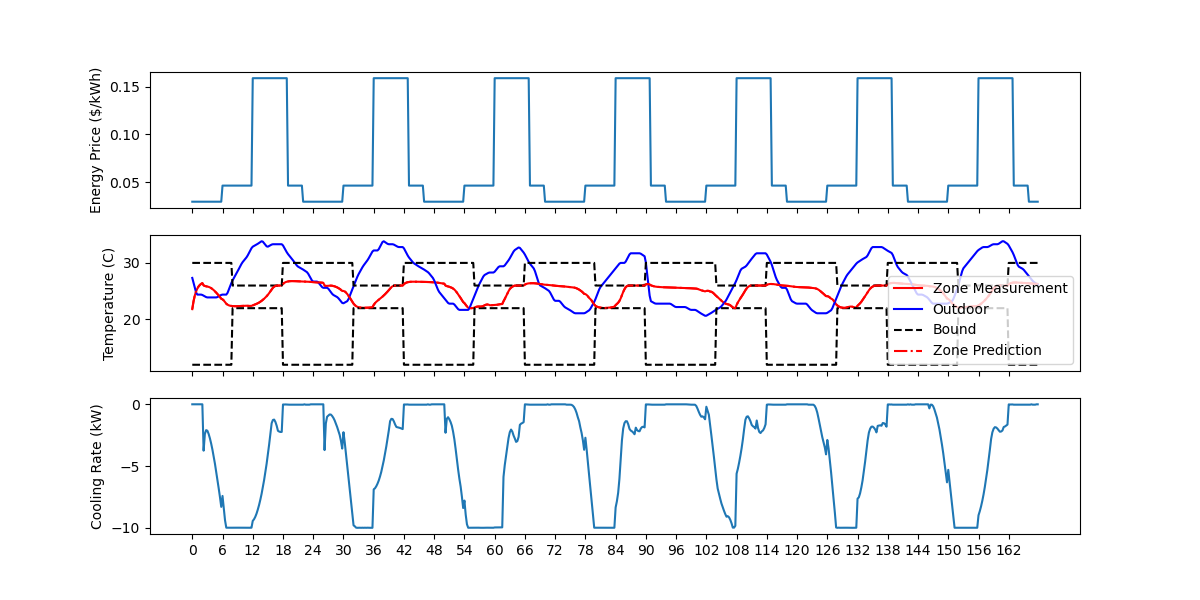 Energy Price ($/kWh)
0.15
0.10
0.05
Temperature (C)
30
20
Zone Measurement
Outdoor
Bound
Zone Prediction
Cooling Rate (kW)
0
−5
−10
0 6 12 18 24 30 36 42 48 54 60 66 72 78 84 90 96 102 108 114 120 126 132 138 144 150 156 162